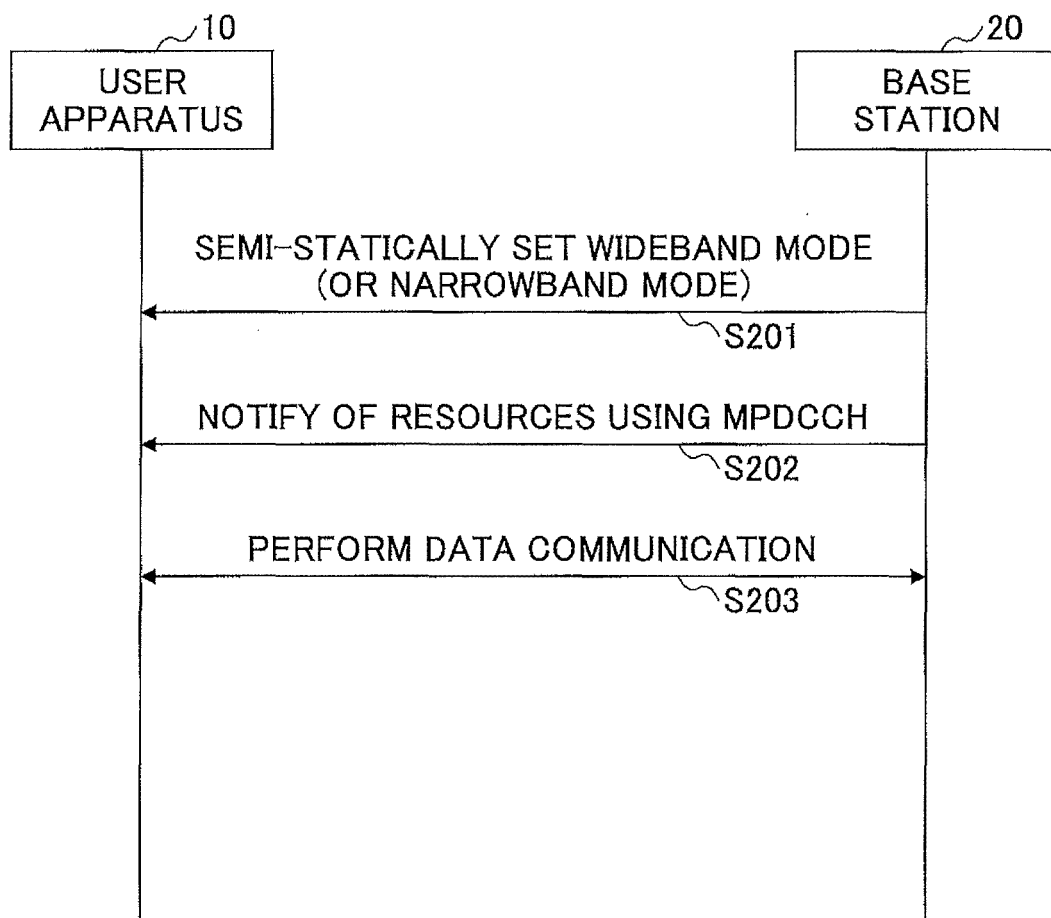 10
USER
APPARATUS
20
BASE
STATION
SEMI-STATICALLY SET WIDEBAND MODE
(OR NARROWBAND MODE)
S201
NOTIFY OF RESOURCES USING MPDCCH
S202
PERFORM DATA COMMUNICATION
S203